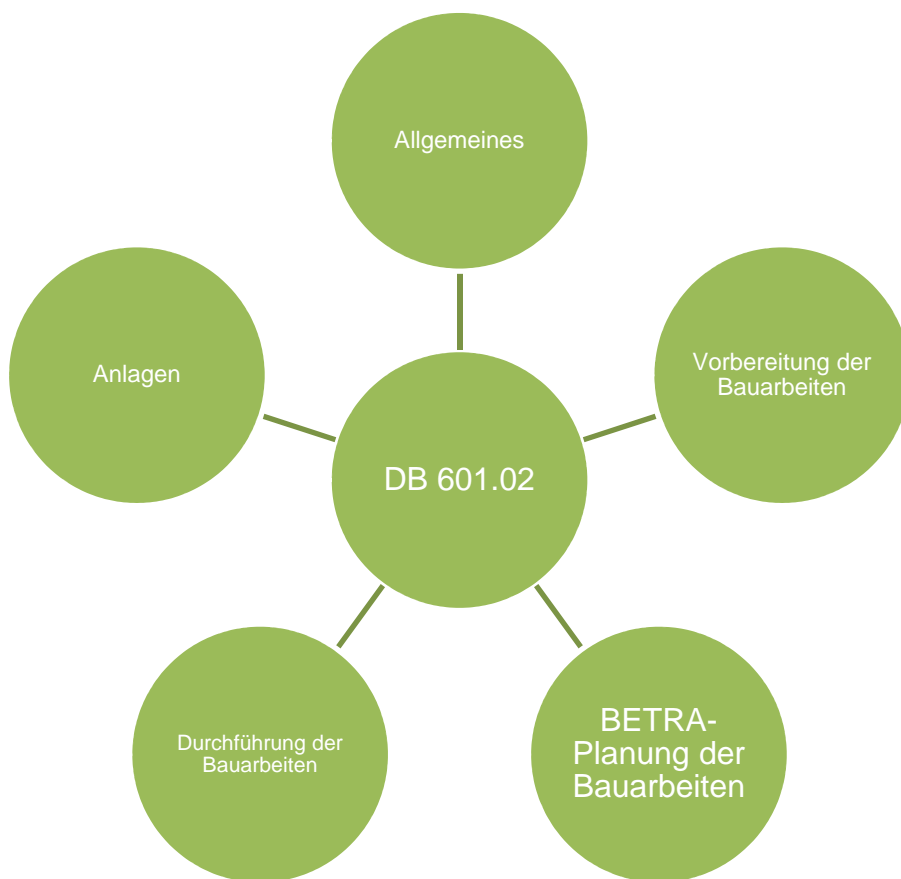 Allgemeines
Vorbereitung der
Bauarbeiten
Anlagen
DB 601.02
BETRA-
Planung der
Bauarbeiten
Durchführung der
Bauarbeiten